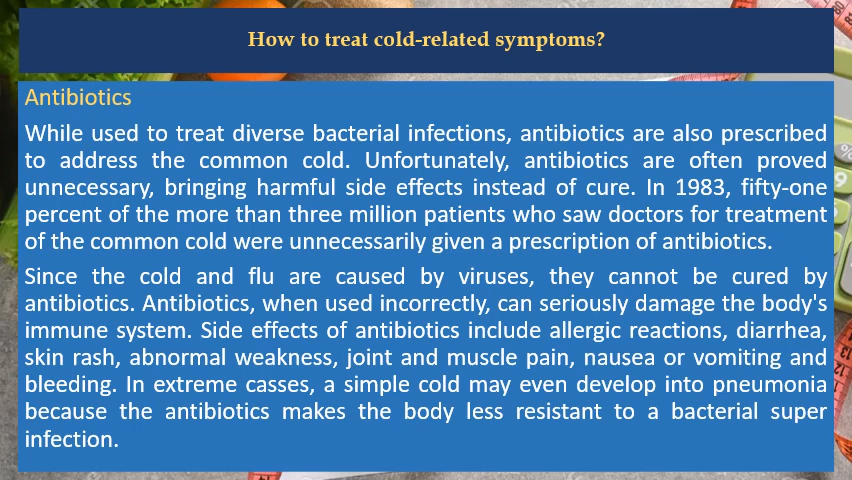 How to treat cold-related symptoms?
Antibiotics
While used to treat diverse bacterial infections, antibiotics are also prescribed
to address the common cold. Unfortunately, antibiotics are often proved
unnecessary, bringing harmful side effects instead of cure. In 1983, fifty-one
percent of the more than three million patients who saw doctors for treatment
of the common cold were unnecessarily given a prescription of antibiotics.
Since the cold and flu are caused by viruses, they cannot be cured by
antibiotics. Antibiotics, when used incorrectly, can seriously damage the body's
immune system. Side effects of antibiotics include allergic reactions, diarrhea,
skin rash, abnormal weakness, joint and muscle pain, nausea or vomiting and
bleeding. In extreme casses, a simple cold may even develop into pneumonia
because the antibiotics makes the body less resistant to a bacterial super
infection.